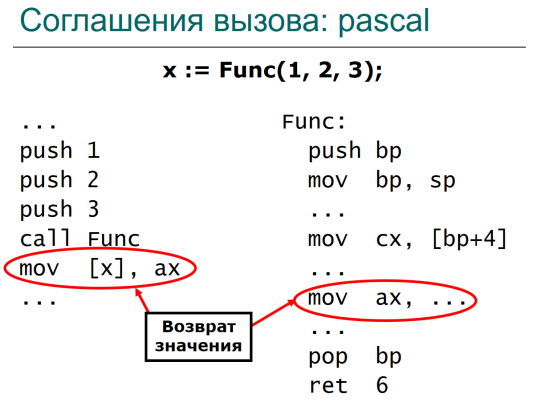 Соглашения вызова: pascal
x := Func(1, 2, 3);
...
push 1
push 2
push 3
call Func
mov [x], ax
...
Func:
push bp
mov bp, sp
...
mov cx, [bp+4]
...
mov ax, ...
...
pop bp
ret 6
Возврат
значения